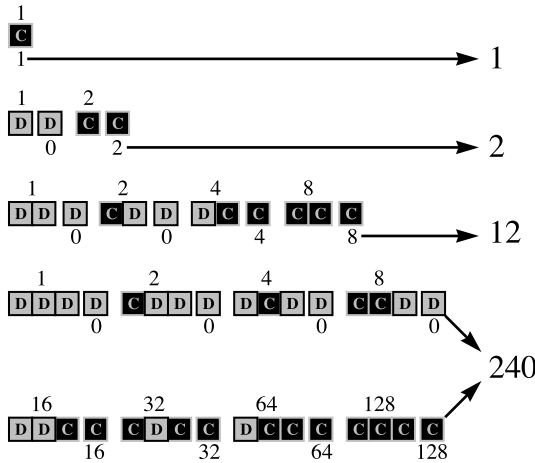 1
C
1
1
1 2
D D C C
0 2
2
1 2 4 8
D D D C D D D C C C C C
0 0 4 8
12
1 2 4 8
D D D D C D D D D C D D C C D D
0 0 0 0
240
16 32 64 128
D D C C C D C C D C C C C C C C
16 32 64 128